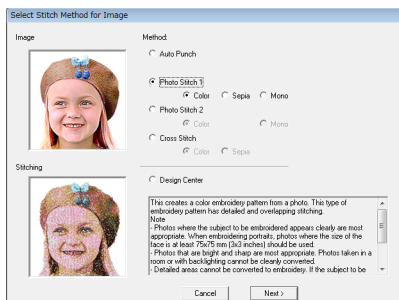 Select Stitch Method for Image
Image
Method:
Auto Punch
Photo Stitch 1
Color Sepia Mono
Photo Stitch 2
Color Mono
Cross Stitch
Color Sepia
Stitching
Design Center
This creates a color embroidery pattern from a photo. This type of
embroidery pattern has detailed and overlapping stitching.
Note
- Photos where the subject to be embroidered appears clearly are most
appropriate. When embroidering portraits, photos where the size of the
face is at least 75x75 mm (3x3 inches) should be used.
- Photos that are bright and sharp are most appropriate. Photos taken in a
room or with backlighting cannot be cleanly converted.
- Detailed areas cannot be converted to embroidery. If the subject to be
Cancel Next >